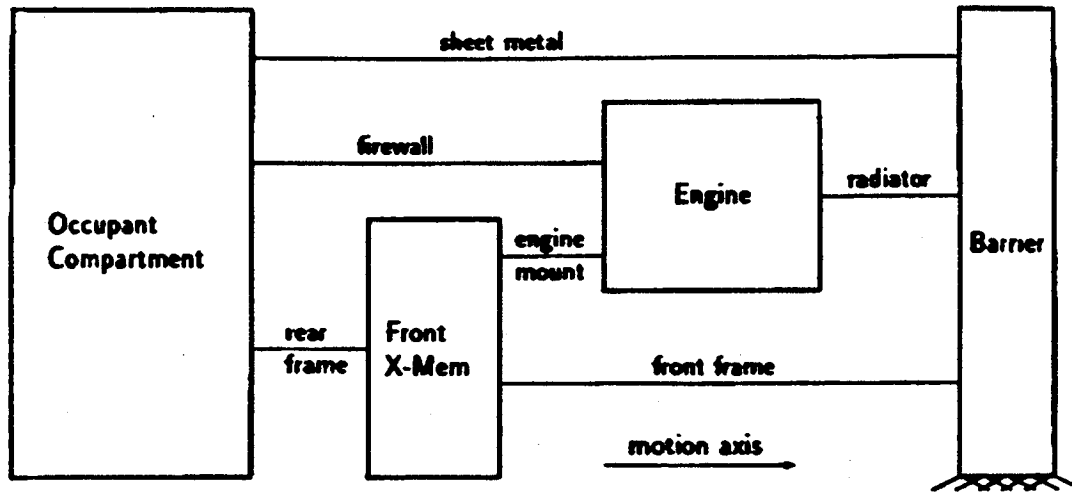 sheet metal
firewall
Engine
radiator
Occupant
Compartment
engine
mount
Barrier
rear
frame
Front
X-Mem
front frame
motion axis